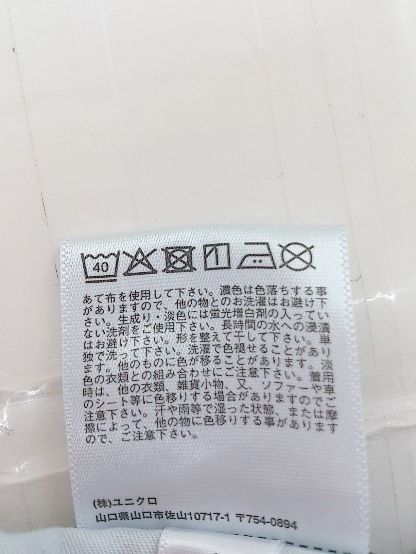 40
あて布を使用して下さい。濃色は色落ちする事
がありますので、他の物とのお洗濯はお避け下
さい。生成り・淡色には蛍光増白剤の入ってい
ない洗剤をご使用下さい。長時間の水への浸漬
はお避け下さい。形を整えて干して下さい。単
独で洗って下さい。洗濯で色褪せることがあり
ます。他のものに色が移ることがあります。淡
色の衣類との組み合わせにご注意下さい。着用
時は、他の衣類、雑貨小物、又、ソファーや車
のシート等に色移りする場合がありますのでご
注意下さい。汗や雨等で湿った状態、または摩
擦によって、他の物に色移りする事があります
ので、ご注意下さい。
(株)ユニクロ
山口県山口市佐山10717-1 〒754-0894